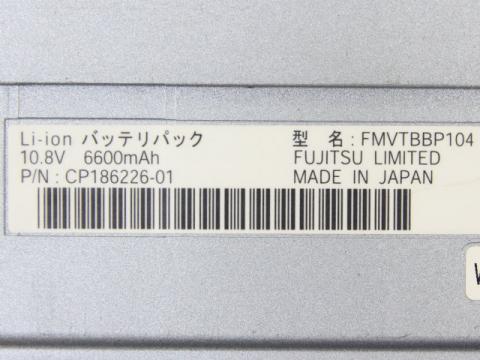 Li-ion バッテリパック
10.8V 6600mAh
P/N : CP186226-01
型 名 : FMVTBBP104
FUJITSU LIMITED
MADE IN JAPAN